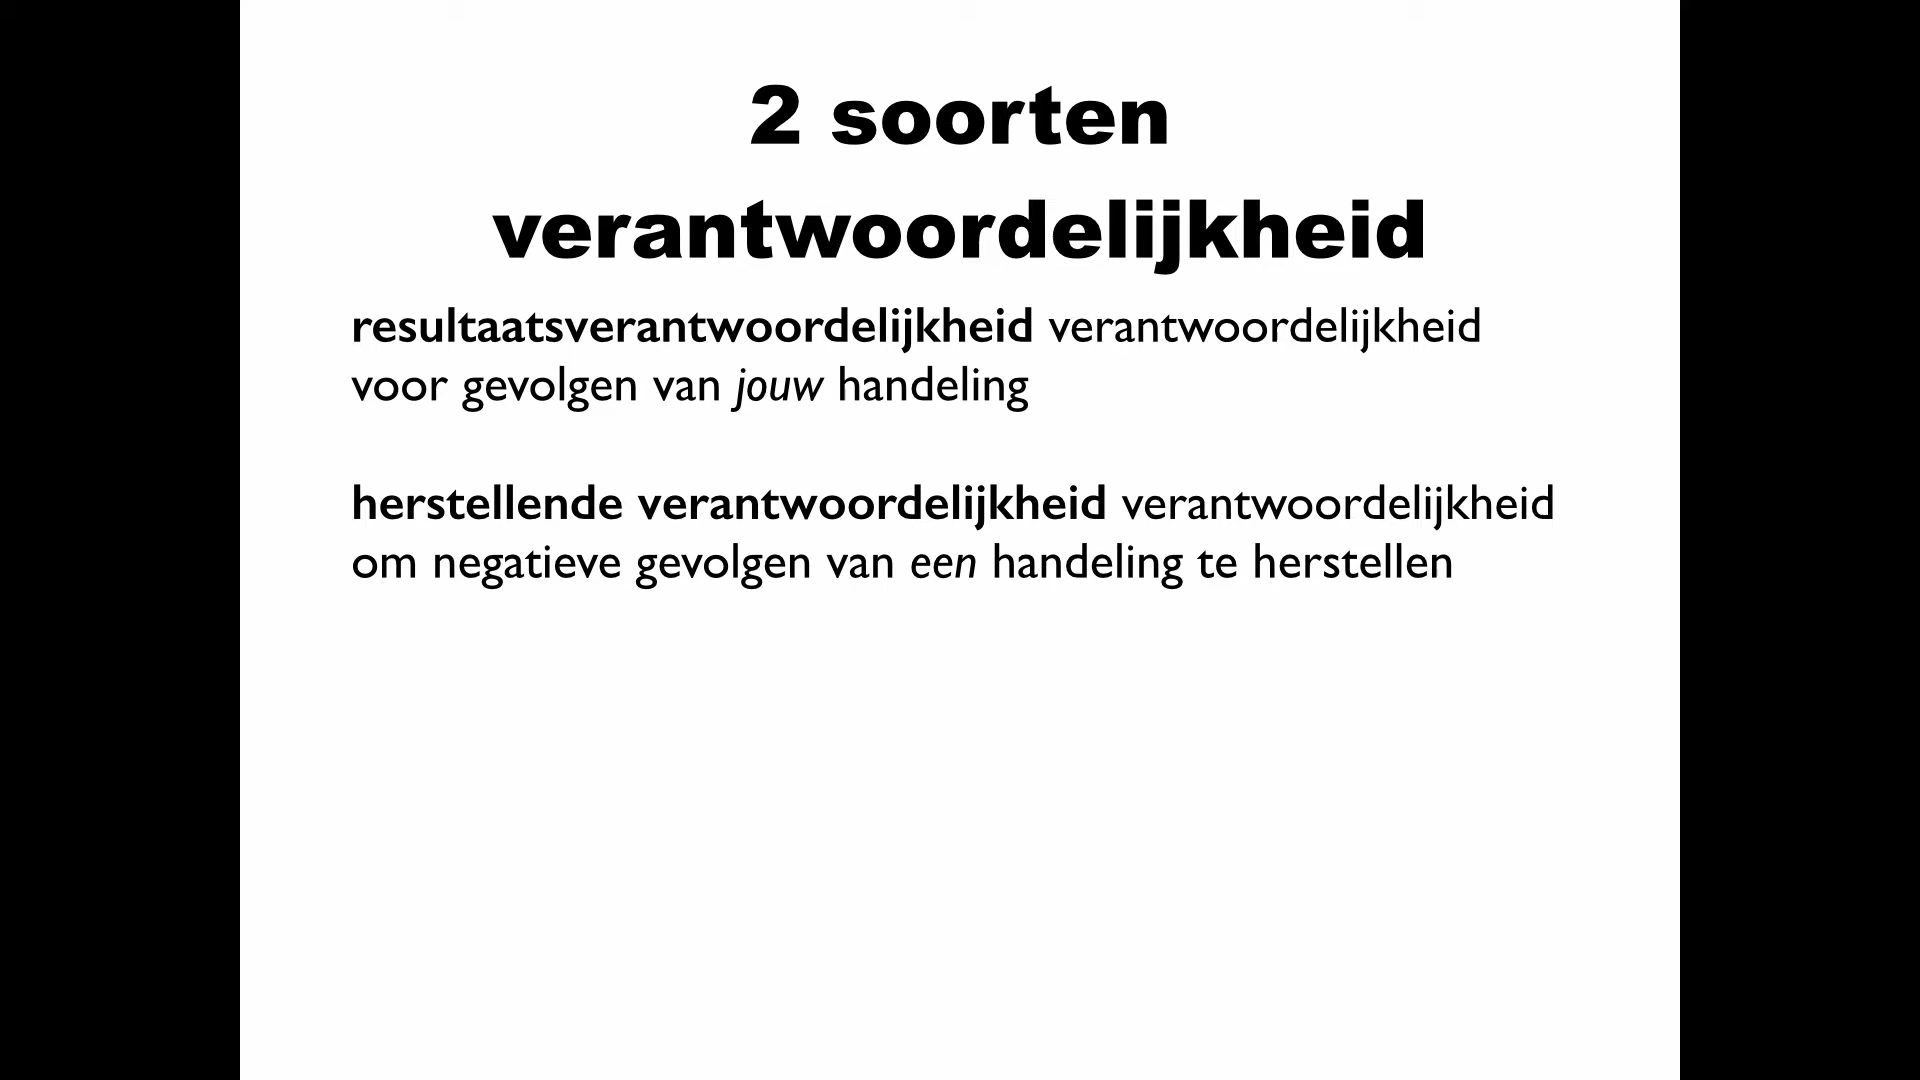 2 soorten
verantwoordelijkheid
resultaatsverantwoordelijkheid verantwoordelijkheid
voor gevolgen van jouw handeling
herstellende verantwoordelijkheid verantwoordelijkheid
om negatieve gevolgen van een handeling te herstellen